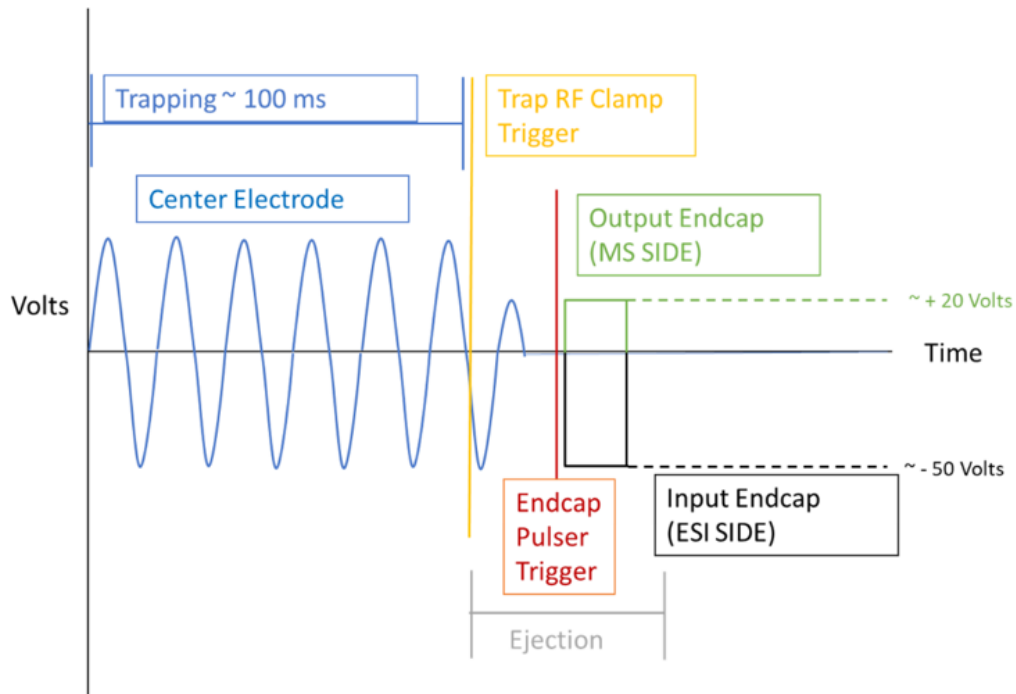 Trapping ~ 100 ms
Trap RF Clamp
Trigger
Center Electrode
Output Endcap
(MS SIDE)
Volts
~ + 20 Volts
Time
~ - 50 Volts
Endcap
Pulser
Trigger
Input Endcap
(ESI SIDE)
Ejection